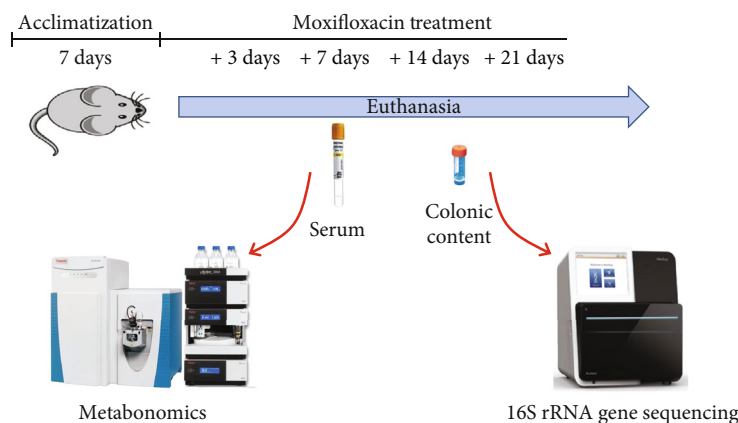 Acclimatization
Moxifloxacin treatment
7 days
+ 3 days
+ 7 days
+ 14 days
+ 21 days
Euthanasia
Serum
Colonic
content
Metabonomics
16S rRNA gene sequencing